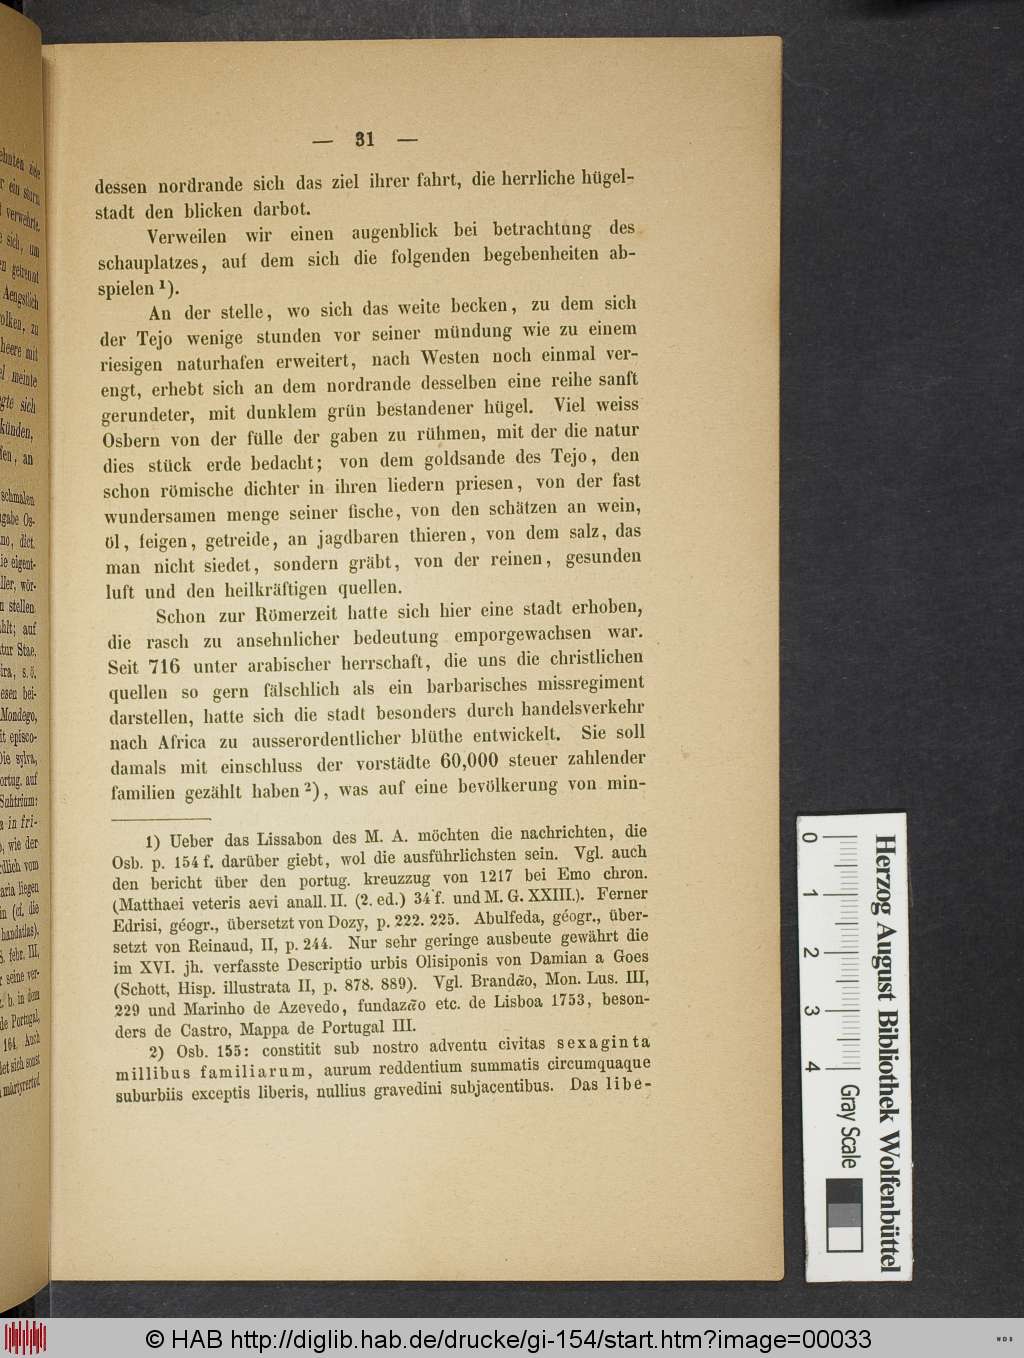 — 31 —
dessen nordrande sich das ziel ihrer fahrt, die herrliche hügel-
stadt den blicken darbot.
Verweilen wir einen augenblick bei betrachtung des
schauplatzes, auf dem sich die folgenden begebenheiten ab-
spielen ¹).
An der stelle, wo sich das weite becken, zu dem sich
der Tejo wenige stunden vor seiner mündung wie zu einem
riesigen naturhafen erweitert, nach Westen noch einmal ver-
engt, erhebt sich an dem nordrande desselben eine reihe sanft
gerundeter, mit dunklem grün bestandener hügel. Viel weiss
Osbern von der fülle der gaben zu rühmen, mit der die natur
dies stück erde bedacht; von dem goldsande des Tejo, den
schon römische dichter in ihren liedern priesen, von der fast
wundersamen menge seiner fische, von den schätzen an wein,
öl, feigen, getreide, an jagdbaren thieren, von dem salz, das
man nicht siedet, sondern gräbt, von der reinen, gesunden
luft und den heilkräftigen quellen.
Schon zur Römerzeit hatte sich hier eine stadt erhoben,
die rasch zu ansehnlicher bedeutung emporgewachsen war.
Seit 716 unter arabischer herrschaft, die uns die christlichen
quellen so gern fälschlich als ein barbarisches missregiment
darstellen, hatte sich die stadt besonders durch handelsverkehr
nach Africa zu ausserordentlicher blüthe entwickelt. Sie soll
damals mit einschluss der vorstädte 60,000 steuer zahlender
familien gezählt haben ²), was auf eine bevölkerung von min-
1) Ueber das Lissabon des M. A. möchten die nachrichten, die
Osb. p. 154 f. darüber giebt, wol die ausführlichsten sein. Vgl. auch
den bericht über den portug. kreuzzug von 1217 bei Emo chron.
(Matthaei veteris aevi anall. II. (2. ed.) 34 f. und M. G. XXIII.). Ferner
Edrisi, géogr., übersetzt von Dozy, p. 222. 225. Abulfeda, géogr., über-
setzt von Reinaud, II, p. 244. Nur sehr geringe ausbeute gewährt die
im XVI. jh. verfasste Descriptio urbis Olisiponis von Damian a Goes
(Schott, Hisp. illustrata II, p. 878. 889). Vgl. Brandão, Mon. Lus. III,
229 und Marinho de Azevedo, fundazão etc. de Lisboa 1753, beson-
ders de Castro, Mappa de Portugal III.
2) Osb. 155: constitit sub nostro adventu civitas sexaginta
millibus familiarum, aurum reddentium summatis circumquaque
suburbiis exceptis liberis, nullius gravedini subjacentibus. Das libe-
Herzog August Bibliothek Wolfenbüttel
0 1 2 3 4
Gray Scale
© HAB http://diglib.hab.de/drucke/gi-154/start.htm?image=00033